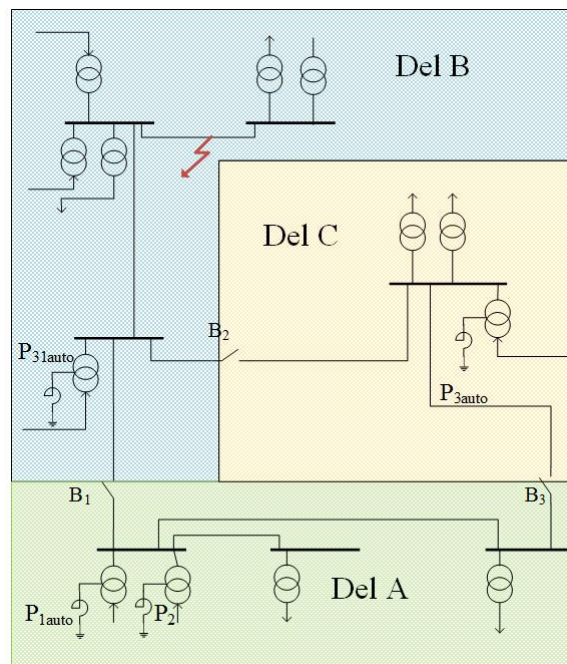 Del B
Del C
B2
P31auto
P3auto
B1
B3
P1auto
P2
Del A